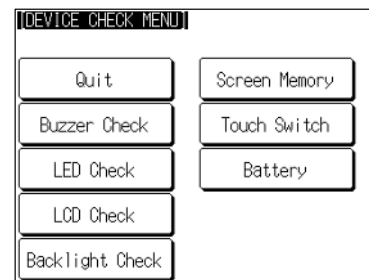 [DEVICE CHECK MENU]
Quit
Buzzer Check
LED Check
LCD Check
Backlight Check
Screen Memory
Touch Switch
Battery